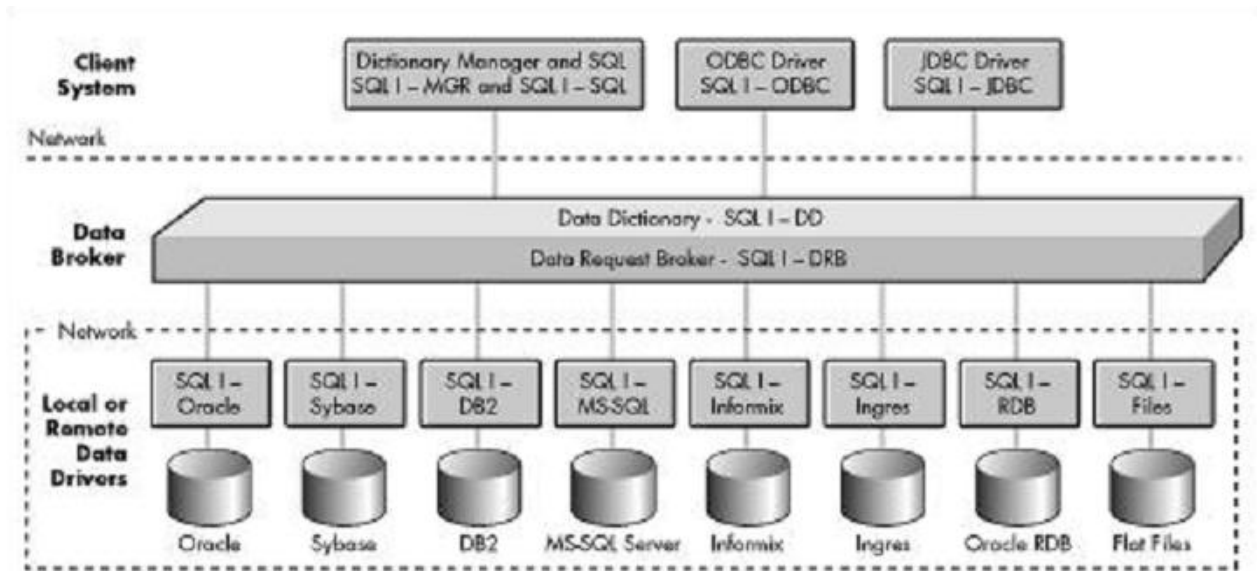 Client
System
Dictionary Manager and SQL
SQL I – MGR and SQL I – SQL
ODBC Driver
SQL I – ODBC
JDBC Driver
SQL I – JDBC
Network
Data
Broker
Data Dictionary - SQL I – DD
Data Request Broker - SQL I – DRB
Network
Local or
Remote
Data
Drivers
SQL I –
Oracle
SQL I –
Sybase
SQL I –
DB2
SQL I –
MS-SQL
SQL I –
Informix
SQL I –
Ingres
SQL I –
RDB
SQL I –
Files
Oracle
Sybase
DB2
MS-SQL Server
Informix
Ingres
Oracle RDB
Flat Files